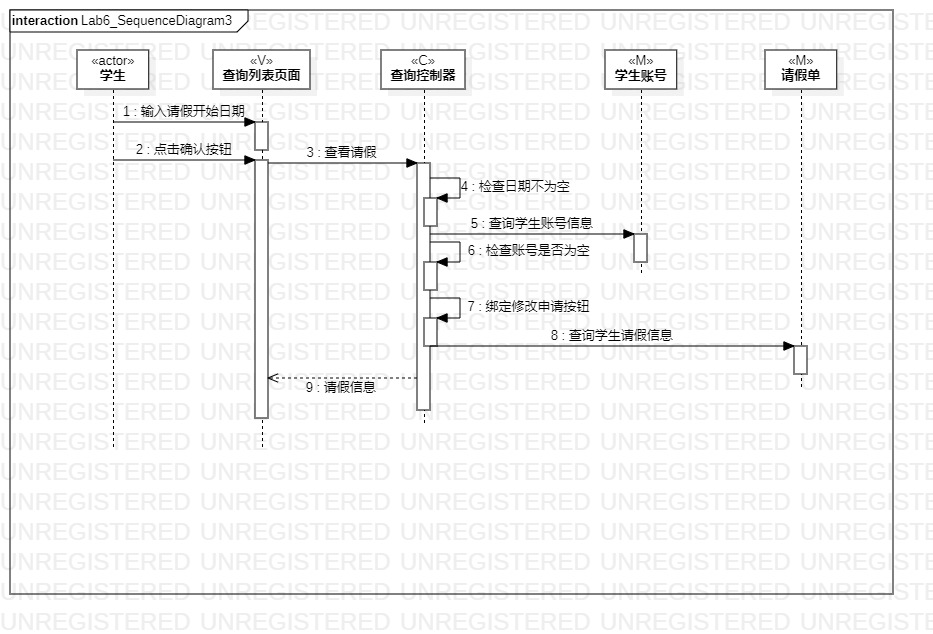 interaction Lab6_SequenceDiagram3
«actor»
学生
«V»
查询列表页面
«C»
查询控制器
«M»
学生账号
«M»
请假单
1 : 输入请假开始日期
2 : 点击确认按钮
3 : 查看请假
4 : 检查日期不为空
5 : 查询学生账号信息
6 : 检查账号是否为空
7 : 绑定修改申请按钮
8 : 查询学生请假信息
9 : 请假信息
UNREGISTERED